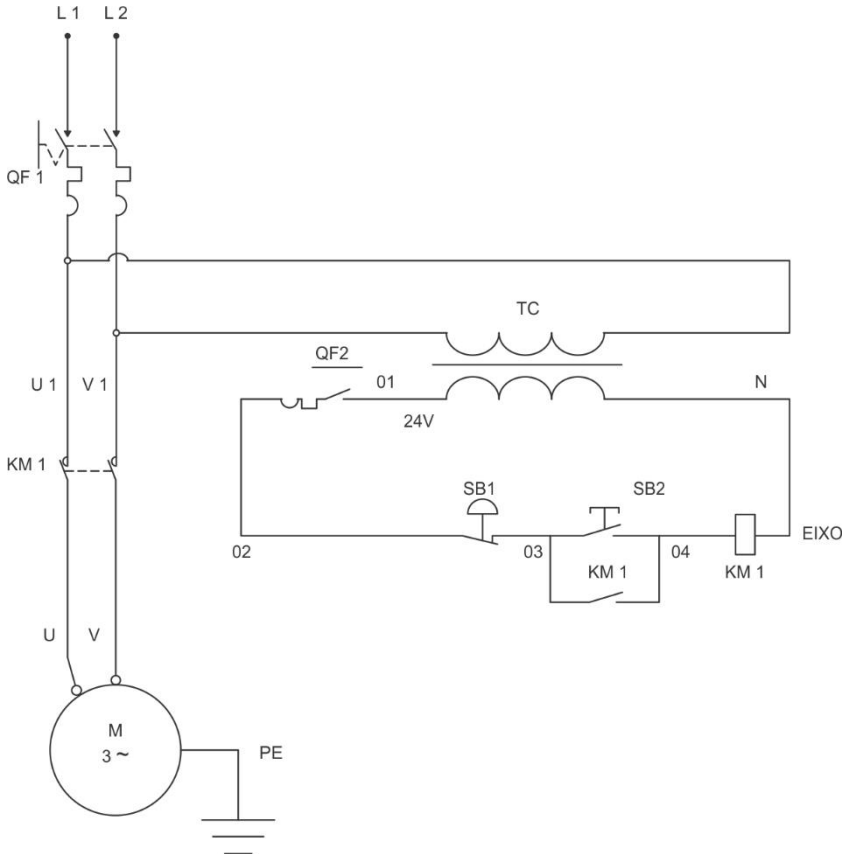 L 1 L 2
QF 1
TC
QF2
01
N
U 1 V 1
24V
KM 1
SB1
SB2
EIXO
02
03
04
KM 1
KM 1
U V
M
3 ~
PE